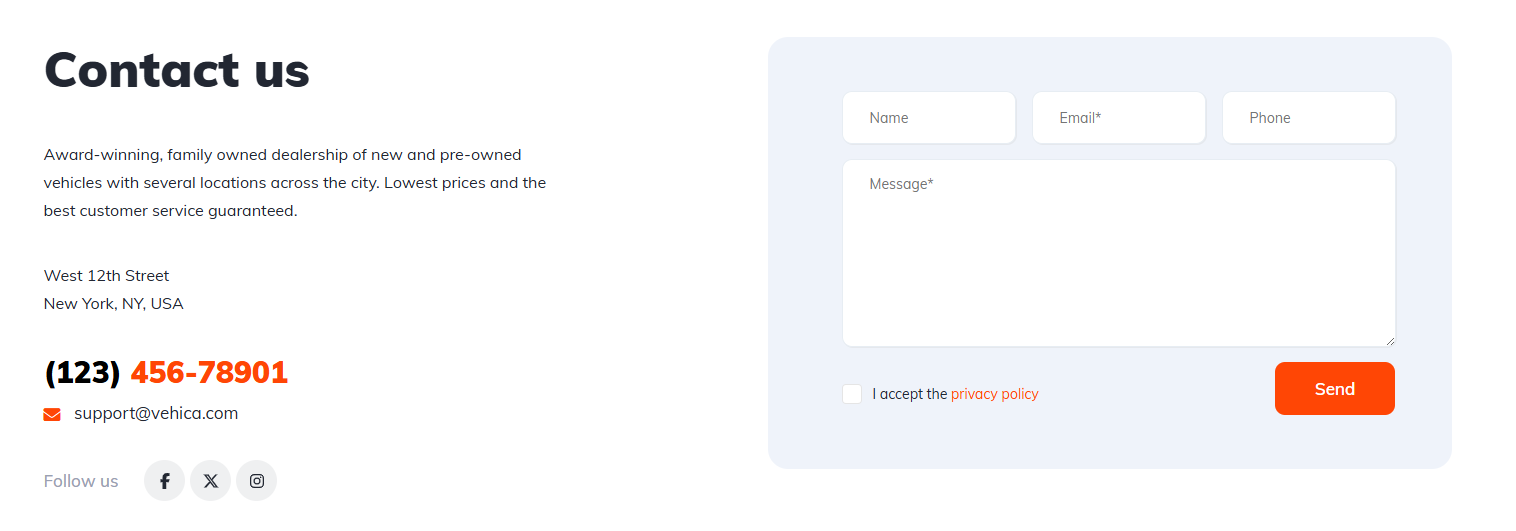 Contact us
Award-winning, family owned dealership of new and pre-owned
vehicles with several locations across the city. Lowest prices and the
best customer service guaranteed.
West 12th Street
New York, NY, USA
(123) 456-78901
support@vehica.com
Follow us
Name
Email*
Phone
Message*
I accept the privacy policy
Send